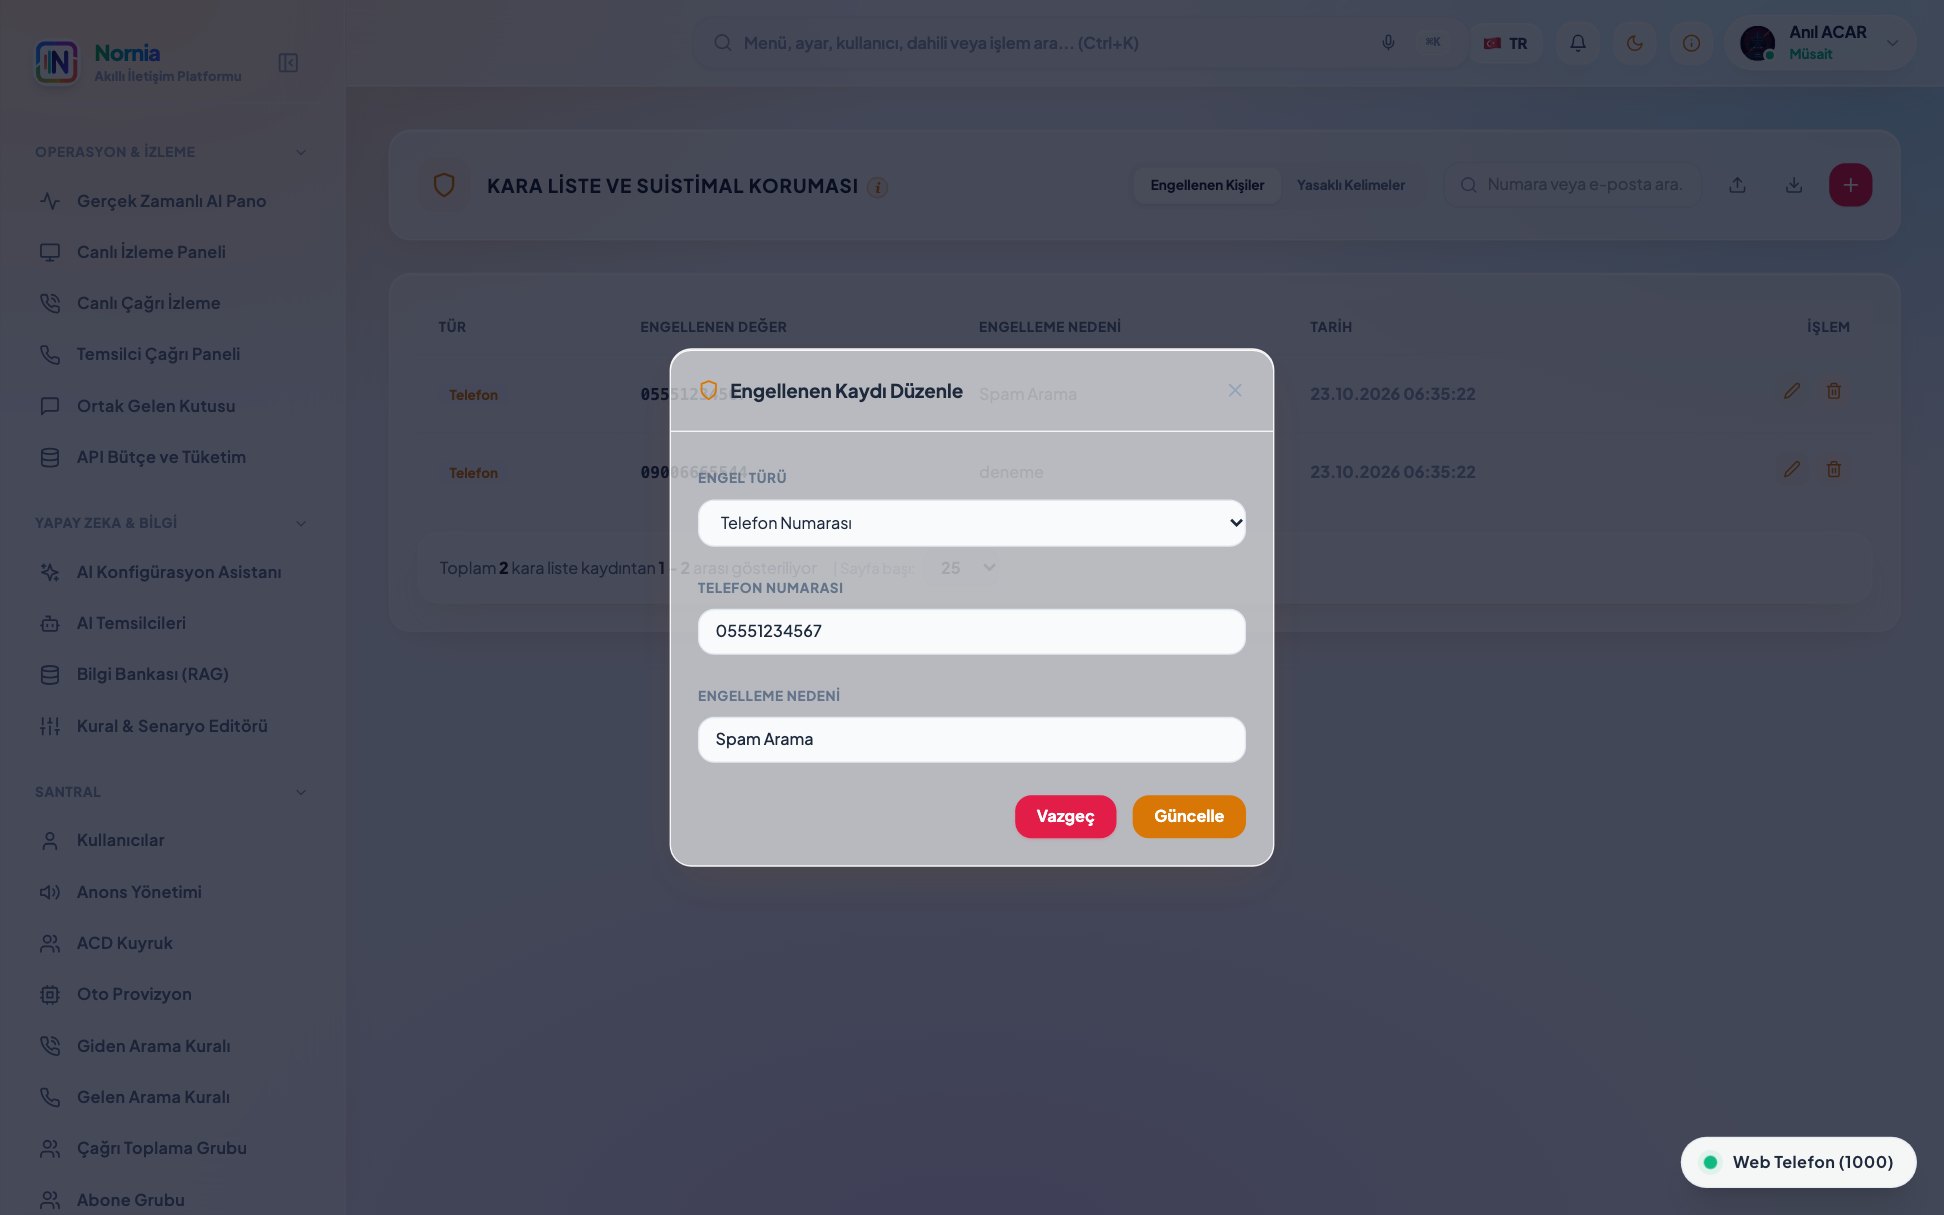 Nornia
Akıllı İletişim Platformu
Menü, ayar, kullanıcı, dahili veya işlem ara... (Ctrl+K)
⌘K
TR
Anıl ACAR
Müsait
OPERASYON & İZLEME
Gerçek Zamanlı AI Pano
Canlı İzleme Paneli
Canlı Çağrı İzleme
Temsilci Çağrı Paneli
Ortak Gelen Kutusu
API Bütçe ve Tüketim
YAPAY ZEKA & BİLGİ
AI Konfigürasyon Asistanı
AI Temsilcileri
Bilgi Bankası (RAG)
Kural & Senaryo Editörü
SANTRAL
Kullanıcılar
Anons Yönetimi
ACD Kuyruk
Oto Provizyon
Giden Arama Kuralı
Gelen Arama Kuralı
Çağrı Toplama Grubu
Abone Grubu
KARA LİSTE VE SUİSTİMAL KORUMASI
Engellenen Kişiler
Yasaklı Kelimeler
Numara veya e-posta ara.
TÜR ENGELLENEN DEĞER ENGELLEME NEDENİ TARİH İŞLEM
Telefon 05551234567 Spam Arama 23.10.2026 06:35:22
Telefon 09006665544 deneme 23.10.2026 06:35:22
Toplam 2 kara liste kaydıntan 1 - 2 arası gösteriliyor | Sayfa başı: 25
Engellenen Kaydı Düzenle
ENGEL TÜRÜ
Telefon Numarası
TELEFON NUMARASI
05551234567
ENGELLEME NEDENİ
Spam Arama
Vazgeç
Güncelle
Web Telefon (1000)